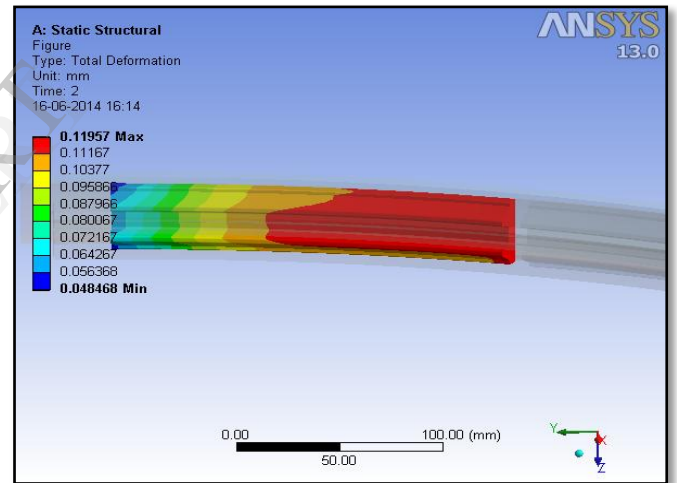 A: Static Structural
Figure
Type: Total Deformation
Unit: mm
Time: 2
16-06-2014 16:14
ANSYS
13.0
0.11957 Max
0.11167
0.10377
0.095866
0.087966
0.080067
0.072167
0.064267
0.056368
0.048468 Min
0.00 100.00 (mm)
50.00
Y
X
Z